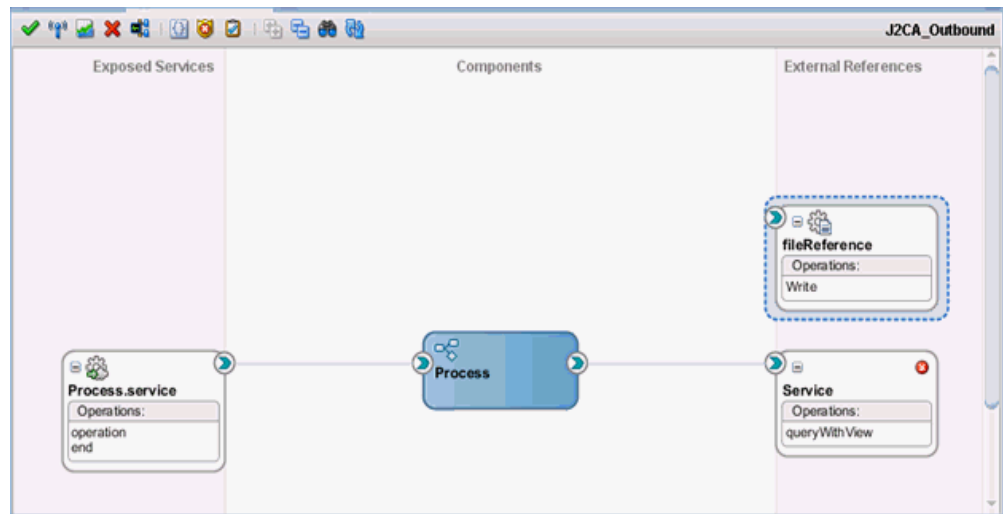 J2CA_Outbound
Exposed Services
Components
External References
fileReference
Operations:
Write
Process.service
Operations:
operation
end
Process
Service
Operations:
queryWithView